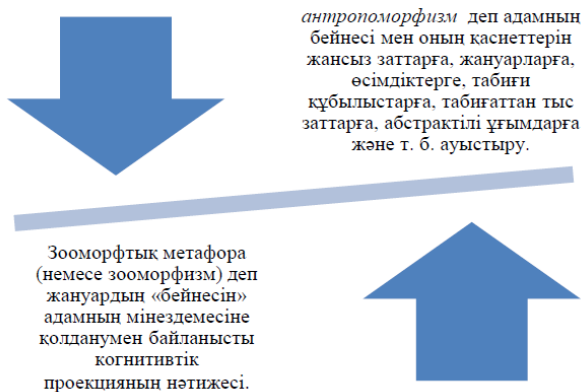 антропоморфизм деп адамның
бейнесі мен оның қасиеттерін
жансыз заттарға, жануарларға,
өсімдіктерге, табиғи
құбылыстарға, табиғаттан тыс
заттарға, абстрактілі ұғымдарға
және т. б. ауыстыру.
Зооморфтық метафора
(немесе зооморфизм) деп
жануардың «бейнесін»
адамның мінездемесіне
қолданумен байланысты
когнитивтік
проекцияның нәтижесі.